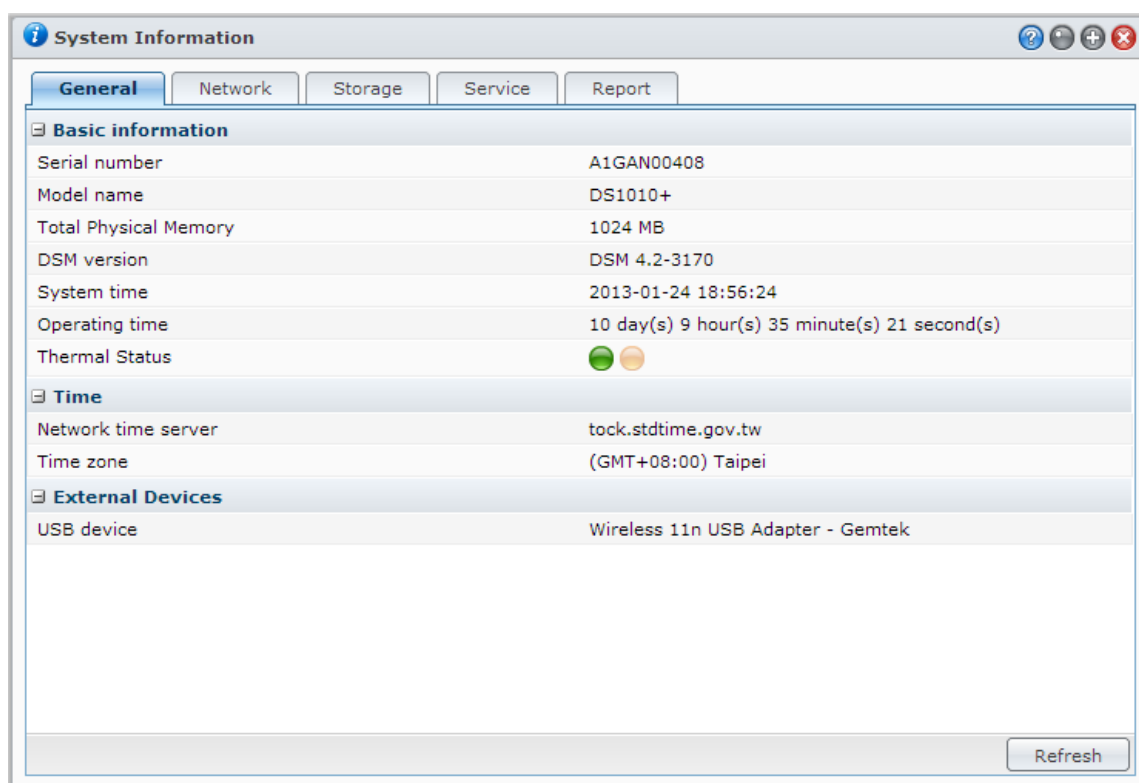 System Information
General Network Storage Service Report
Basic information
Serial number A1GAN00408
Model name DS1010+
Total Physical Memory 1024 MB
DSM version DSM 4.2-3170
System time 2013-01-24 18:56:24
Operating time 10 day(s) 9 hour(s) 35 minute(s) 21 second(s)
Thermal Status
Time
Network time server tock.stdtime.gov.tw
Time zone (GMT+08:00) Taipei
External Devices
USB device Wireless 11n USB Adapter - Gemtek
Refresh